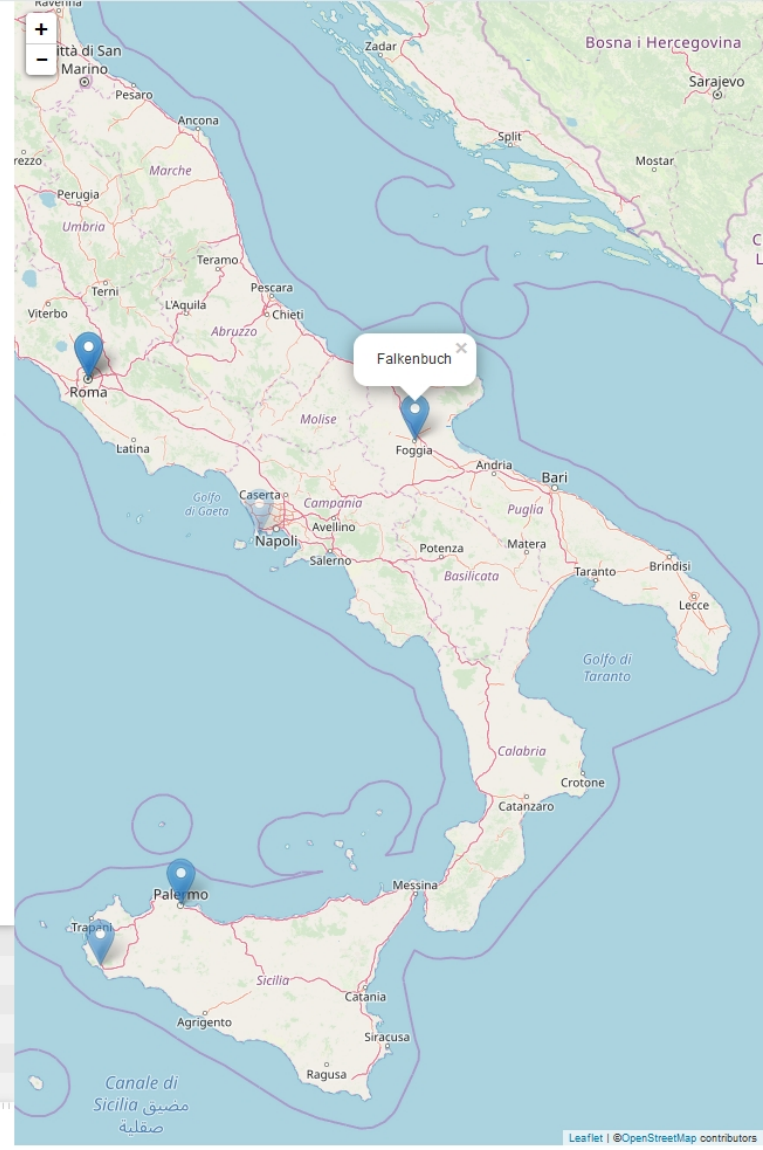 Ravenna
+
ittà di San
Marino
−
Pesaro
Ancona
rezzo
Marche
Perugia
Umbria
Teramo
Terni
Pescara
L'Aquila
Viterbo
Chieti
Abruzzo
Roma
Falkenbuch
×
Molise
Latina
Foggia
Andria
Bari
Golfo
di Gaeta
Caserta
Campania
Puglia
Avellino
Napoli
Salerno
Potenza
Matera
Basilicata
Taranto
Brindisi
Lecce
Golfo di
Taranto
Calabria
Crotone
Catanzaro
Zadar
Bosna i Hercegovina
Sarajevo
Split
Mostar
C
L
Messina
Palermo
Trapani
Sicilia
Catania
Agrigento
Siracusa
Ragusa
Canale di
Sicilia مضيق
صقلية
Leaflet | ©OpenStreetMap contributors